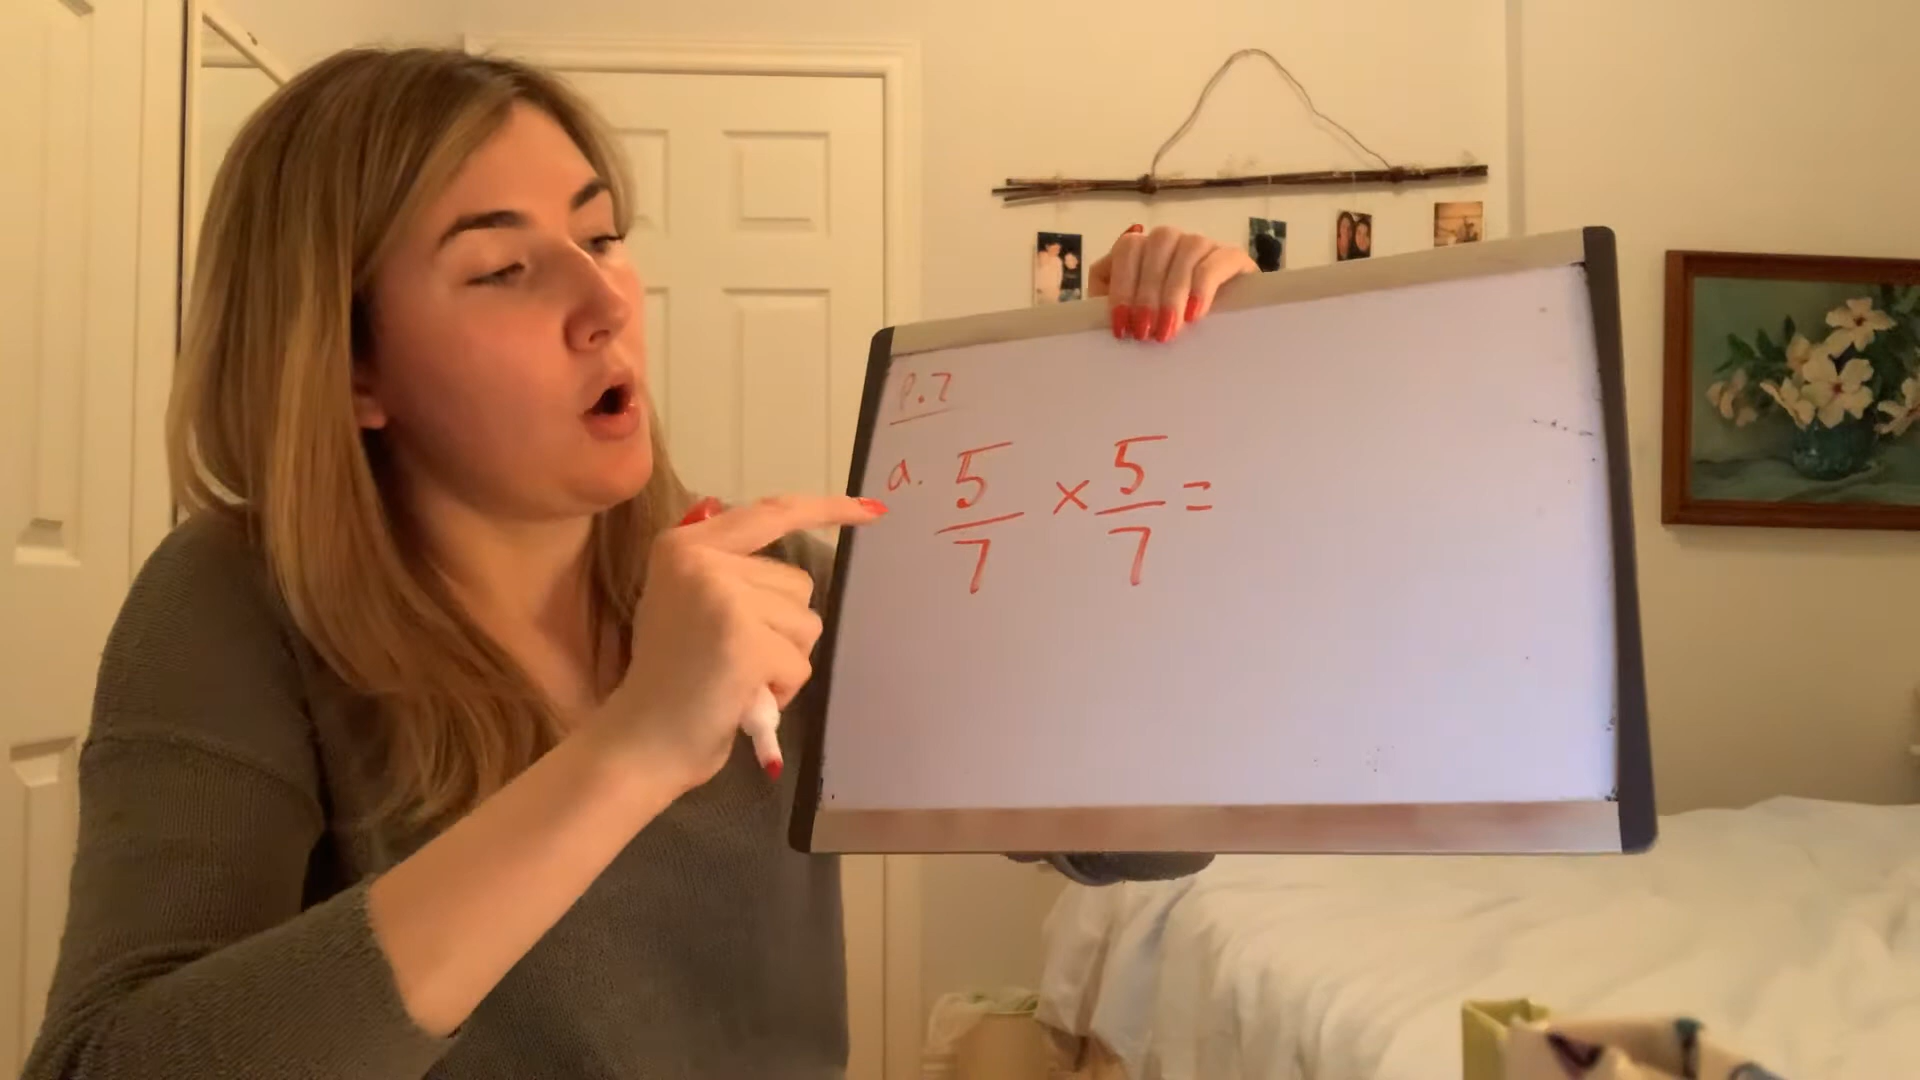 P.7
a. 5/7 × 5/7 =